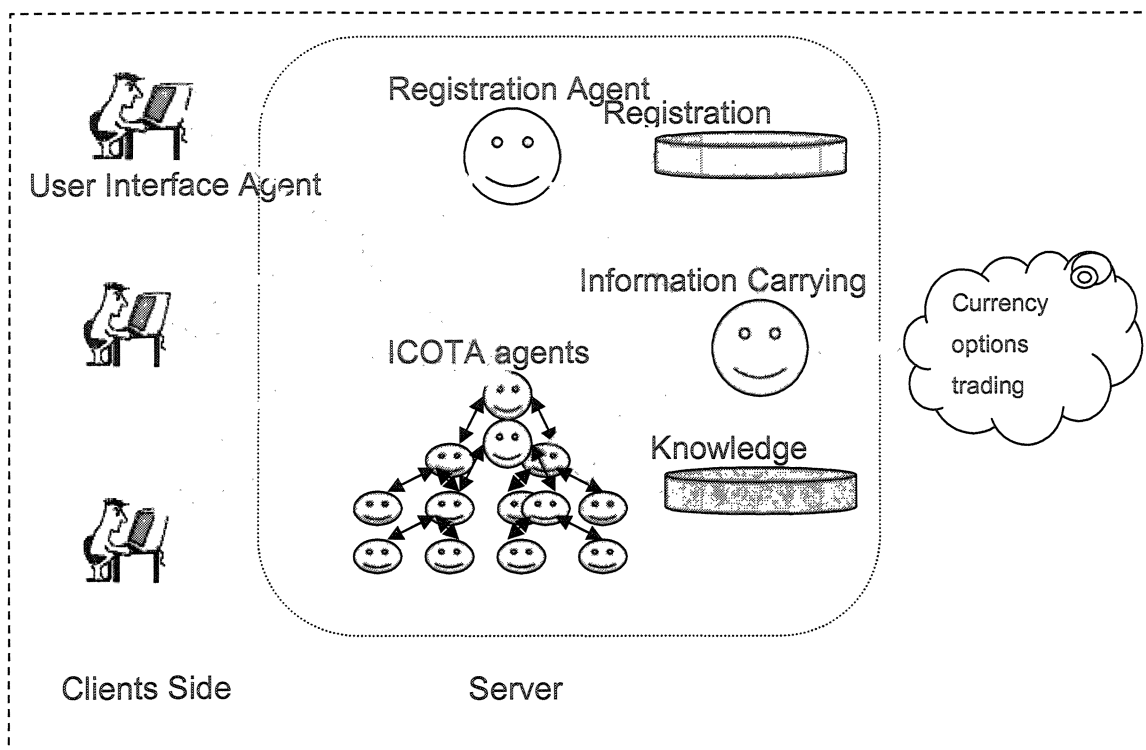 Registration Agent
Registration
User Interface Agent
Information Carrying
Currency
options
trading
ICOTA agents
Knowledge
Clients Side
Server